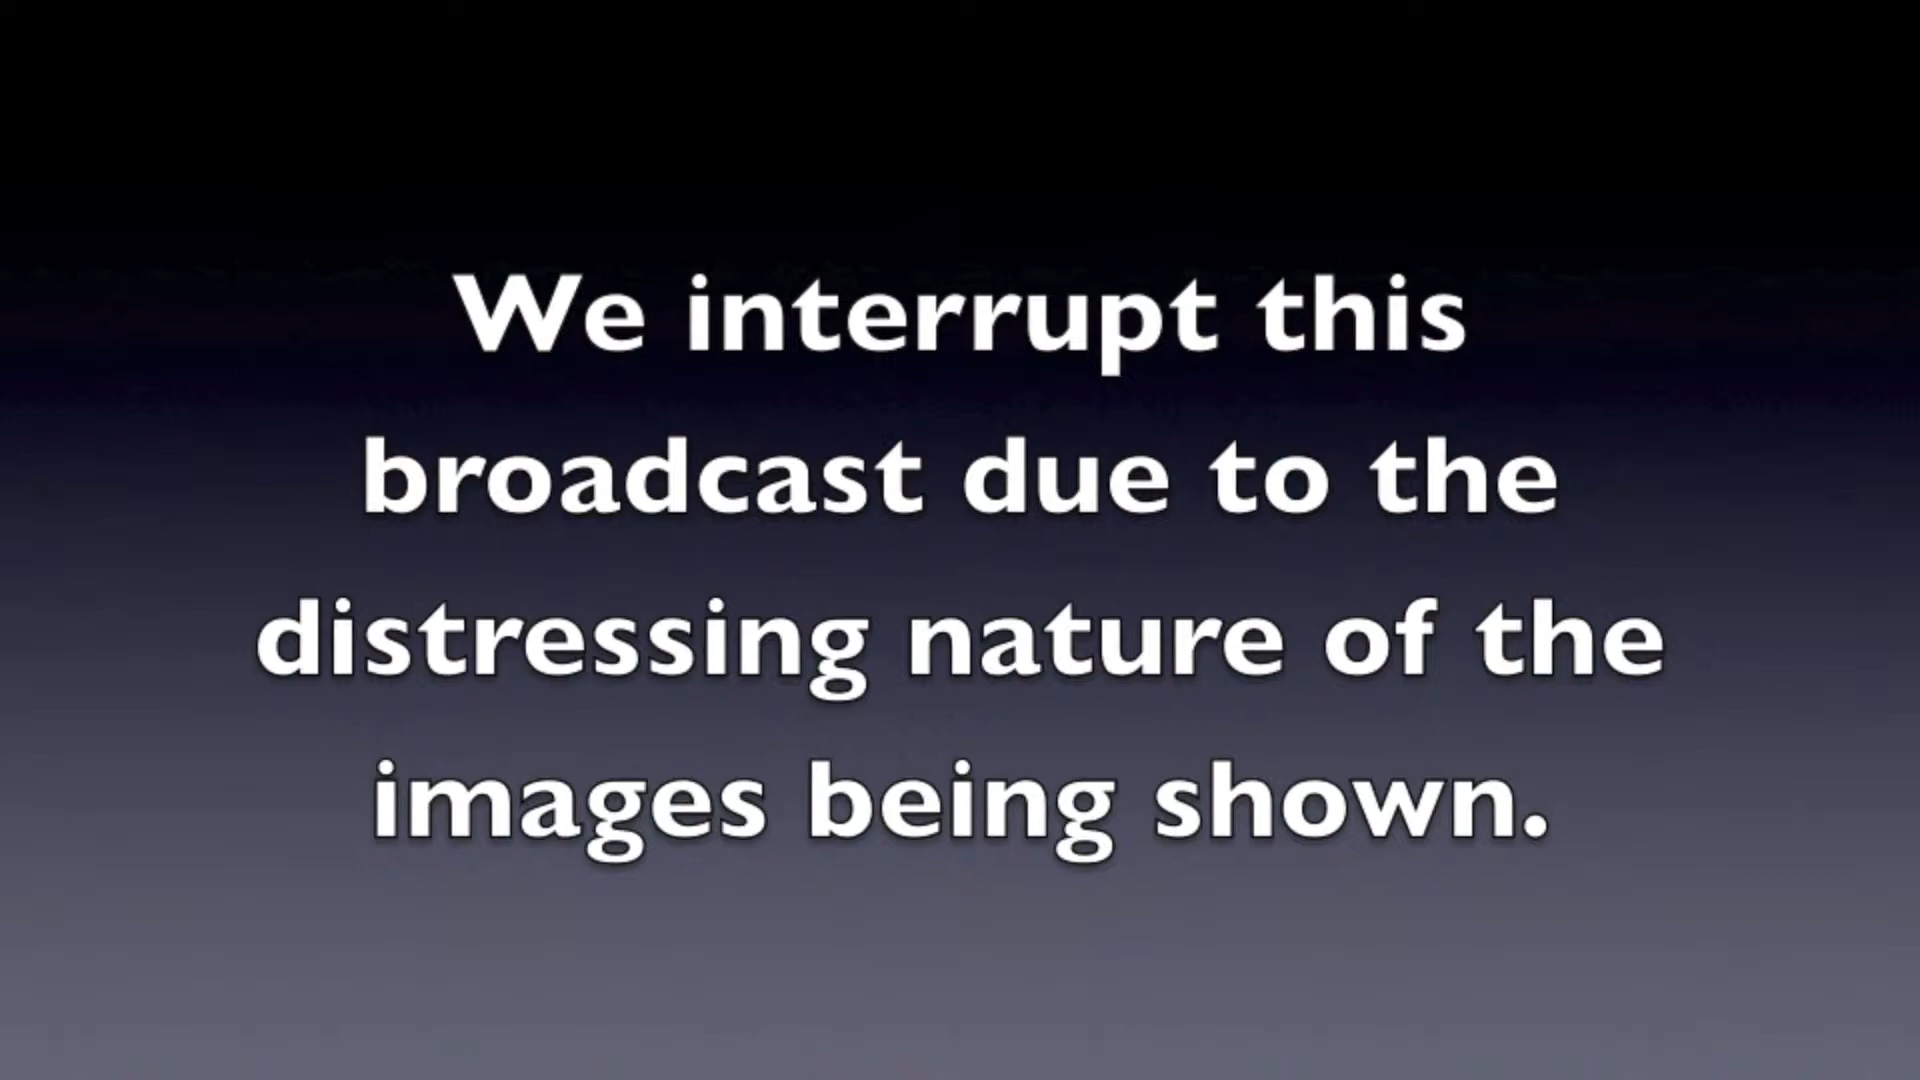 We interrupt this
broadcast due to the
distressing nature of the
images being shown.